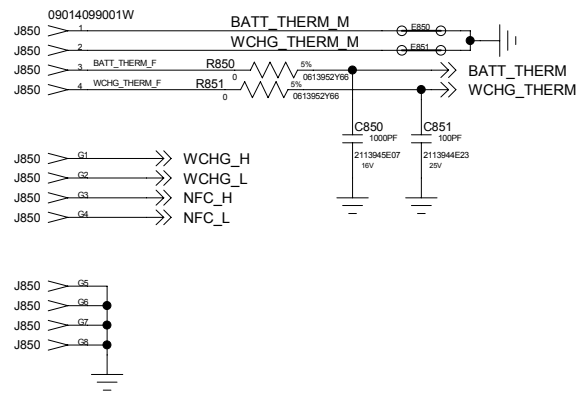 09014099001W
J850 1 BATT_THERM_M E850
J850 2 WCHG_THERM_M E851
J850 3 BATT_THERM_F R850 0 5% 0613952Y66 BATT_THERM
J850 4 WCHG_THERM_F R851 0 5% 0613952Y66 WCHG_THERM
C850 1000PF 2113945E07 16V
C851 100PF 2113944E23 25V
J850 G1 WCHG_H
J850 G2 WCHG_L
J850 G3 NFC_H
J850 G4 NFC_L
J850 G5
J850 G6
J850 G7
J850 G8